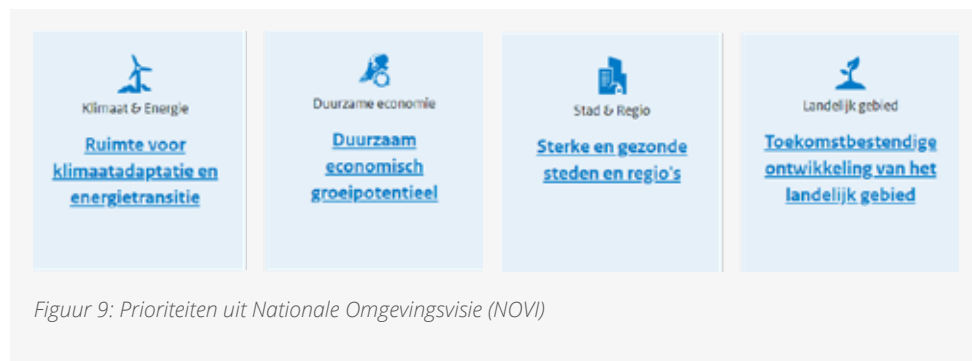 Klimaat & Energie
Ruimte voor
klimaatadaptatie en
energietransitie
Duurzame economie
Duurzaam
economisch
groeipotentieel
Stad & Regio
Sterke en gezonde
steden en regio's
Landelijk gebied
Toekomstbestendige
ontwikkeling van het
landelijk gebied
Figuur 9: Prioriteiten uit Nationale Omgevingsvisie (NOVI)